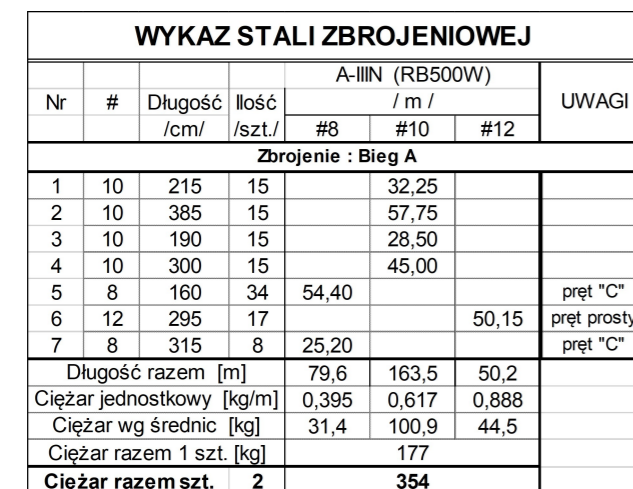 WYKAZ STALI ZBROJENIOWEJ
A-IIIN (RB500W)
Nr # Długość Ilość / m / UWAGI
/cm/ /szt./ #8 #10 #12
Zbrojenie : Bieg A
1 10 215 15 32,25
2 10 385 15 57,75
3 10 190 15 28,50
4 10 300 15 45,00
5 8 160 34 54,40 pręt "C"
6 12 295 17 50,15 pręt prosty
7 8 315 8 25,20 pręt "C"
Długość razem [m] 79,6 163,5 50,2
Ciężar jednostkowy [kg/m] 0,395 0,617 0,888
Ciężar wg średnic [kg] 31,4 100,9 44,5
Ciężar razem 1 szt. [kg] 177
Ciężar razem szt. 2 354